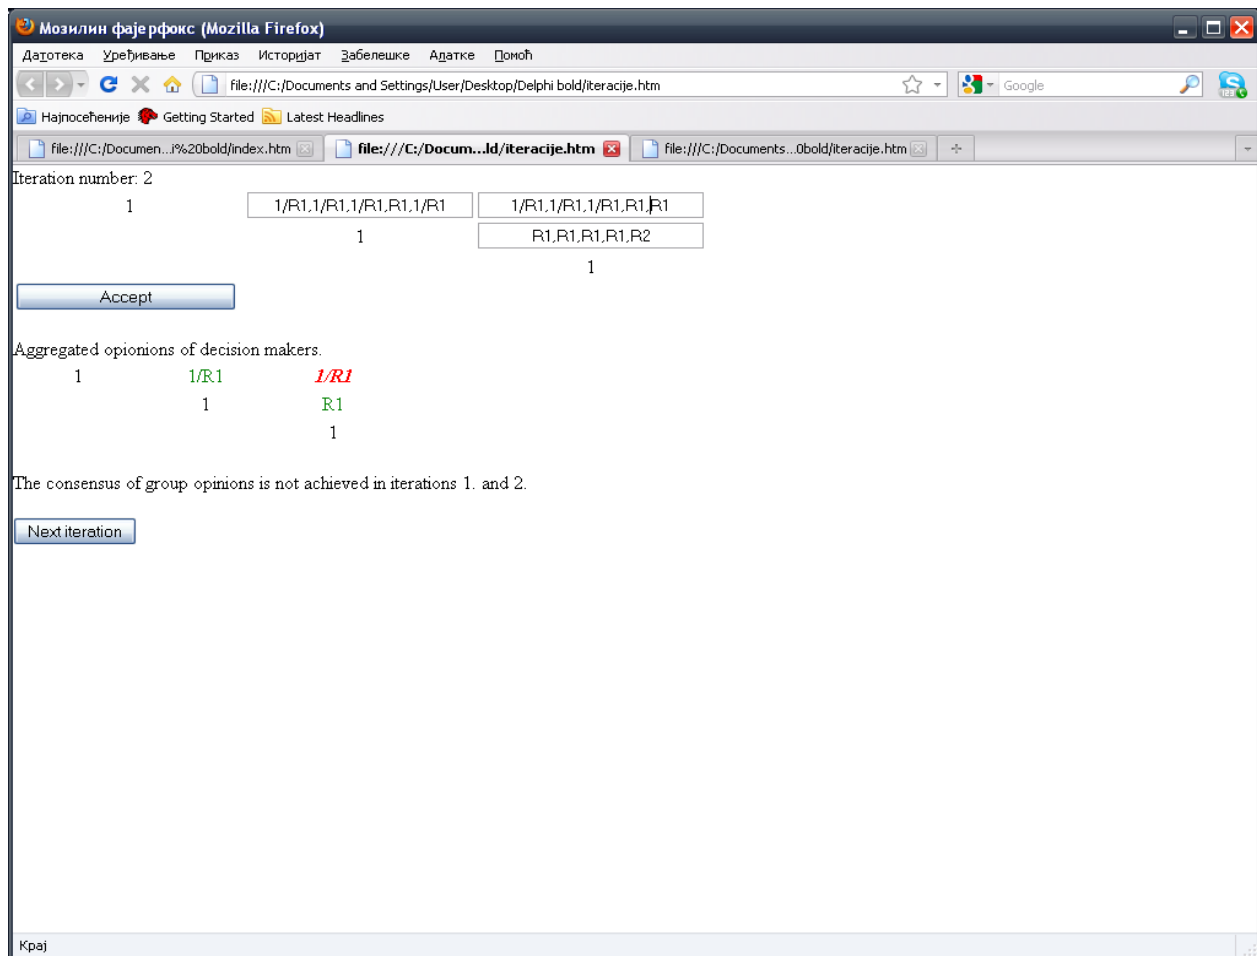 Мозилин фајерфокс (Mozilla Firefox)
Датотека Уређивање Приказ Историјат Забелешке Алатке Помоћ
file:///C:/Documents and Settings/User/Desktop/Delphi bold/iteracije.htm Google
Најпосећеније Getting Started Latest Headlines
file:///C:/Documen...i%20bold/index.htm file:///C:/Docum...ld/iteracije.htm file:///C:/Documents...0bold/iteracije.htm
Iteration number: 2
1 1/R1,1/R1,1/R1,R1,1/R1 1/R1,1/R1,1/R1,R1,R1
1 R1,R1,R1,R1,R2
1
Accept
Aggregated opionions of decision makers.
1 1/R1 1/R1
1 R1
1
The consensus of group opinions is not achieved in iterations 1. and 2.
Next iteration
Крај